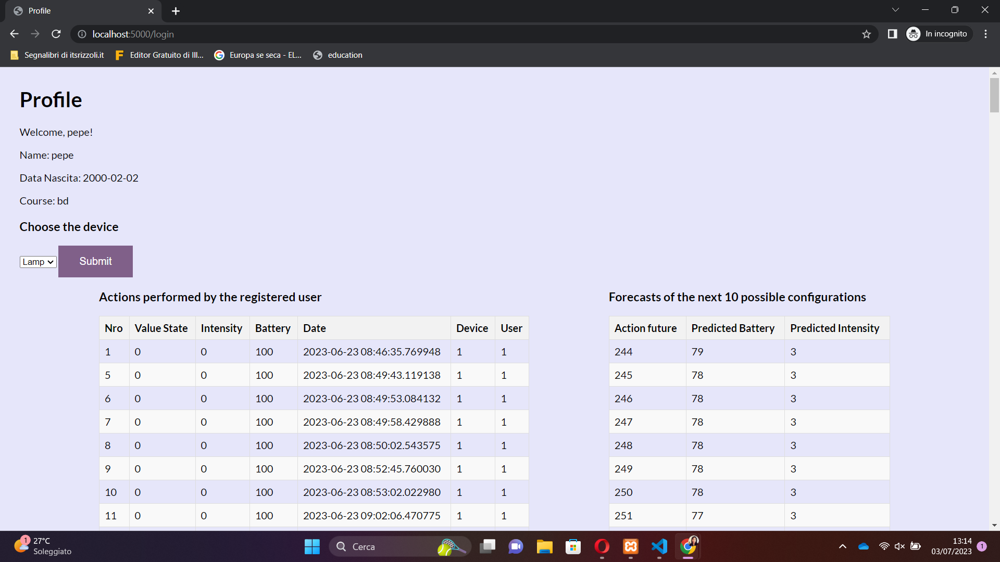 Profile
localhost:5000/login
In incognito
Segnalibri di itsrizzoli.it
Editor Gratuito di Ill...
Europa se seca - EL...
education
Profile
Welcome, pepe!
Name: pepe
Data Nascita: 2000-02-02
Course: bd
Choose the device
Lamp Submit
Actions performed by the registered user
Nro Value State Intensity Battery Date Device User
1 0 0 100 2023-06-23 08:46:35.769948 1 1
5 0 0 100 2023-06-23 08:49:43.119138 1 1
6 0 0 100 2023-06-23 08:49:53.084132 1 1
7 0 0 100 2023-06-23 08:49:58.429888 1 1
8 0 0 100 2023-06-23 08:50:02.543575 1 1
9 0 0 100 2023-06-23 08:52:45.760030 1 1
10 0 0 100 2023-06-23 08:53:02.022980 1 1
11 0 0 100 2023-06-23 09:02:06.470775 1 1
Forecasts of the next 10 possible configurations
Action future Predicted Battery Predicted Intensity
244 79 3
245 78 3
246 78 3
247 78 3
248 78 3
249 78 3
250 78 3
251 77 3
1
27°C
Soleggiato
Cerca
13:14
03/07/2023
1